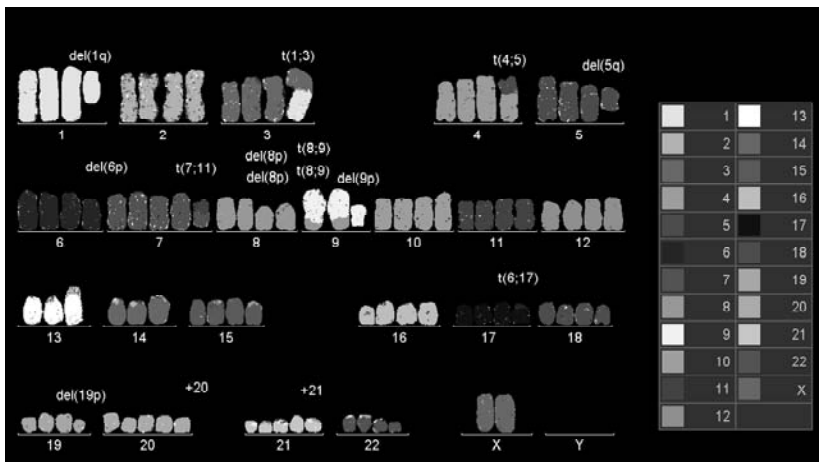 del(1q) t(1;3) t(4;5) del(5q)
1 2 3 4 5
del(6p) t(7;11) del(8p) t(8;9)
del(8p) t(8;9) del(9p)
6 7 8 9 10 11 12
t(6;17)
13 14 15 16 17 18
del(19p) +20 +21
19 20 21 22 X Y
1 13
2 14
3 15
4 16
5 17
6 18
7 19
8 20
9 21
10 22
11 X
12